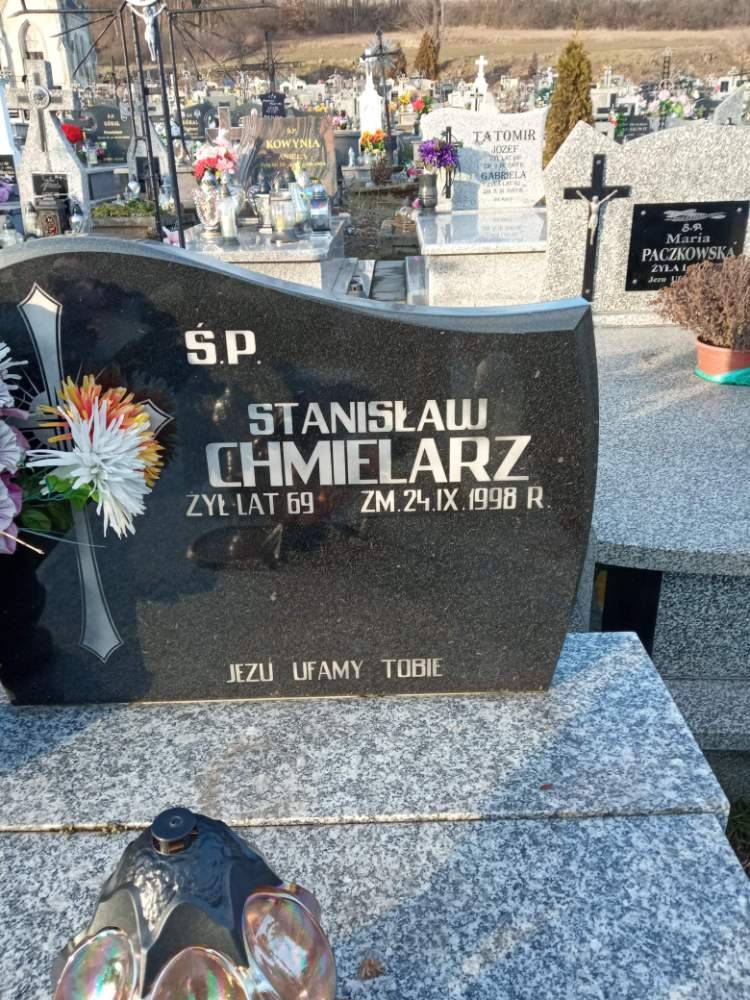 Ś.P.
STANISŁAW
CHMIELARZ
ŻYŁ LAT 69 ZM. 24.IX.1998 R.
JEZU UFAMY TOBIE
Ś.P.
KOWYNIA
TATOMIR
JÓZEF
GABRIELA
Ś.P.
Maria
PACZKOWSKA
ŻYŁA
Jezu